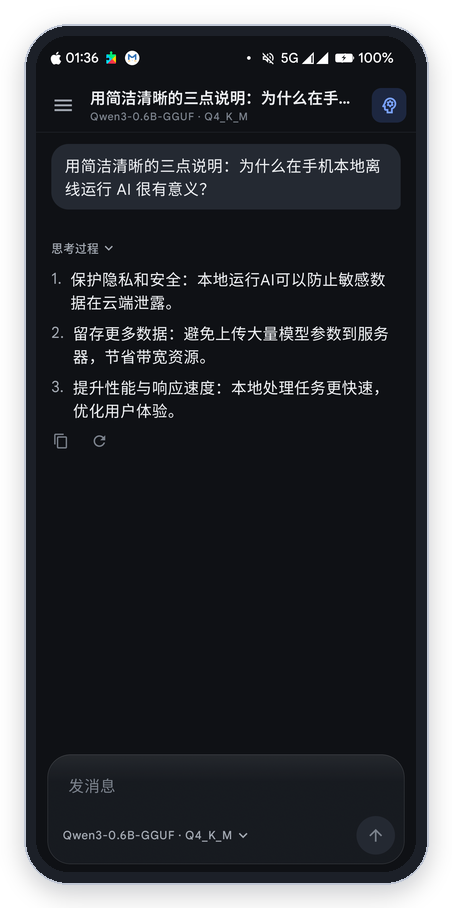 01:36
5G
100%
用简洁清晰的三点说明：为什么在手...
Qwen3-0.6B-GGUF · Q4_K_M
用简洁清晰的三点说明：为什么在手机本地离
线运行 AI 很有意义？
思考过程
1. 保护隐私和安全：本地运行AI可以防止敏感数
据在云端泄露。
2. 留存更多数据：避免上传大量模型参数到服务
器，节省带宽资源。
3. 提升性能与响应速度：本地处理任务更快速，
优化用户体验。
发消息
Qwen3-0.6B-GGUF · Q4_K_M